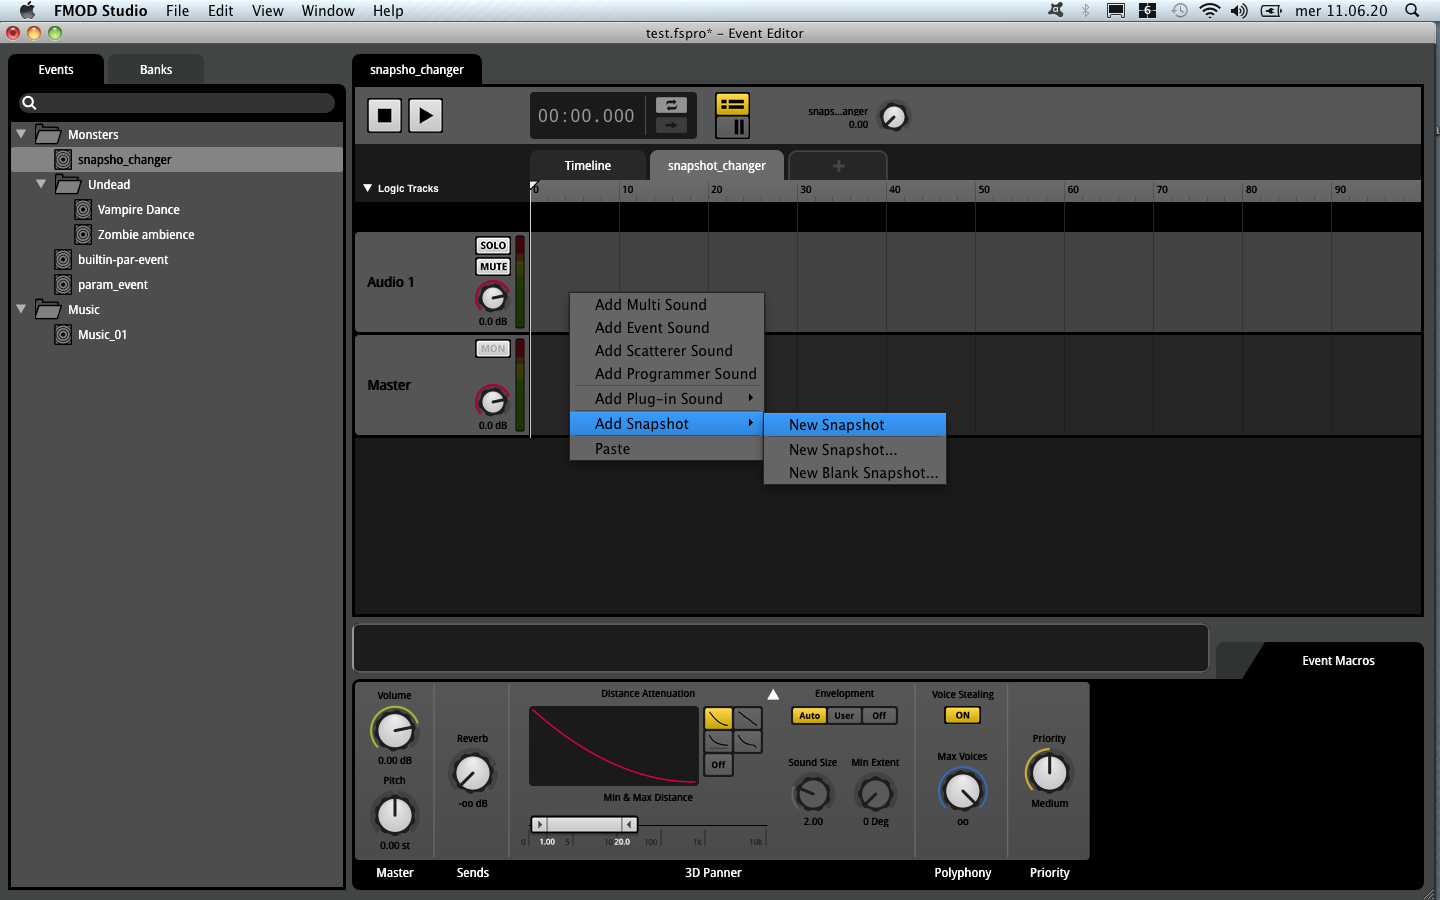 FMOD Studio File Edit View Window Help
6 mer 11.06.20
test.fspro* – Event Editor
Events Banks
snapsho_changer
Monsters
snapsho_changer
Undead
Vampire Dance
Zombie ambience
builtin-par-event
param_event
Music
Music_01
00:00.000
snaps...anger
0.00
Timeline snapshot_changer +
Logic Tracks
0 10 20 30 40 50 60 70 80 90
Audio 1
SOLO
MUTE
0.0 dB
Master
MON
0.0 dB
Add Multi Sound
Add Event Sound
Add Scatterer Sound
Add Programmer Sound
Add Plug-in Sound
Add Snapshot
Paste
New Snapshot
New Snapshot...
New Blank Snapshot...
Event Macros
Volume
0.00 dB
Pitch
0.00 st
Master
Reverb
-oo dB
Sends
Distance Attenuation
Off
Min & Max Distance
0 1.00 5 10 20.0 100 1k 10k
3D Panner
Envelopment
Auto User Off
Sound Size Min Extent
2.00 0 Deg
Voice Stealing
ON
Max Voices
oo
Polyphony
Priority
Medium
Priority